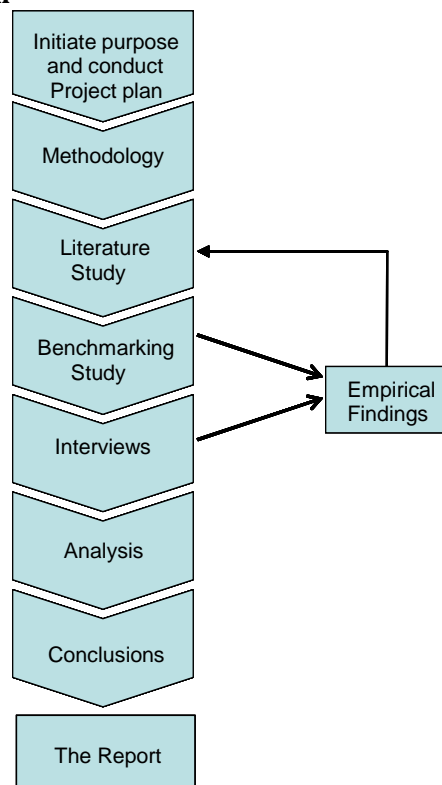 Initiate purpose
and conduct
Project plan
Methodology
Literature
Study
Benchmarking
Study
Empirical
Findings
Interviews
Analysis
Conclusions
The Report